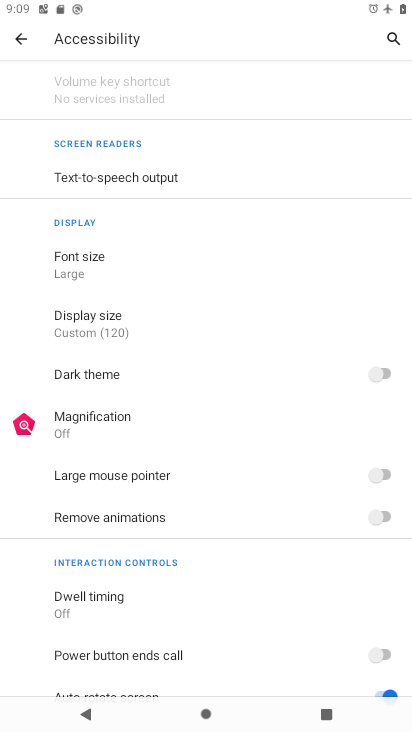 9:09
Accessibility
Volume key shortcut
No services installed
SCREEN READERS
Text-to-speech output
DISPLAY
Font size
Large
Display size
Custom (120)
Dark theme
Magnification
Off
Large mouse pointer
Remove animations
INTERACTION CONTROLS
Dwell timing
Off
Power button ends call
Auto-rotate screen